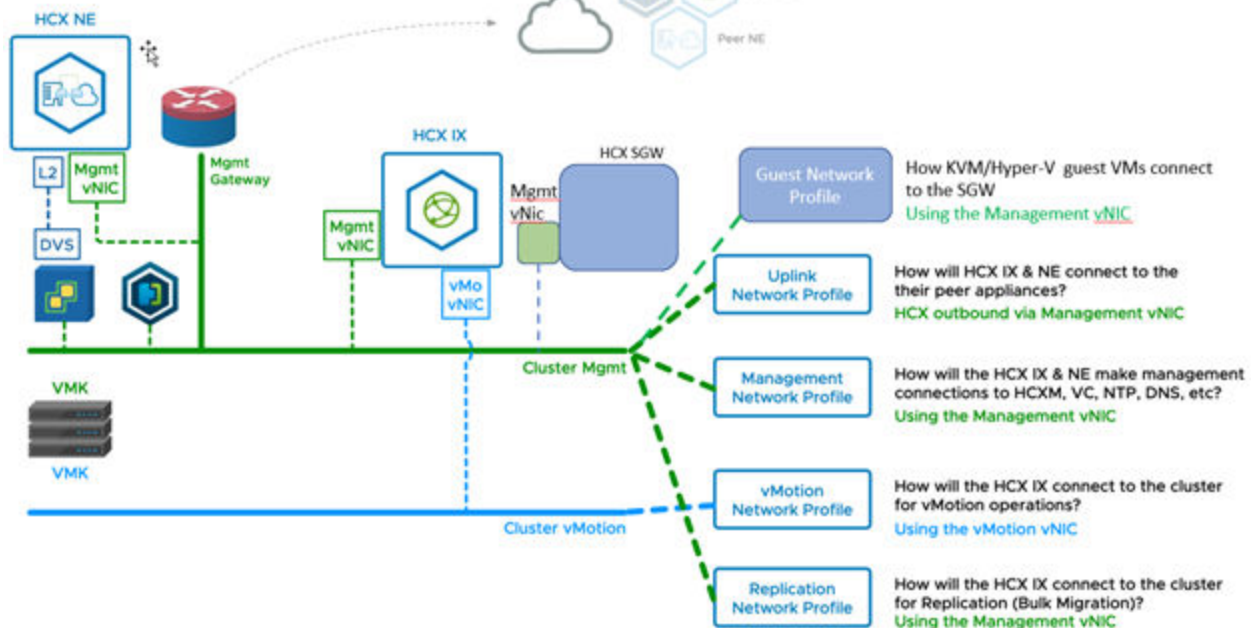 HCX NE
Peer NE
L2
Mgmt
vNIC
DVS
Mgmt
Gateway
HCX IX
Mgmt
vNIC
vMo
vNIC
HCX SGW
Mgmt
vNic
Cluster Mgmt
VMK
VMK
Cluster vMotion
Guest Network
Profile
How KVM/Hyper-V guest VMs connect
to the SGW
Using the Management vNIC
Uplink
Network Profile
How will HCX IX & NE connect to the
their peer appliances?
HCX outbound via Management vNIC
Management
Network Profile
How will the HCX IX & NE make management
connections to HCXM, VC, NTP, DNS, etc?
Using the Management vNIC
vMotion
Network Profile
How will the HCX IX connect to the cluster
for vMotion operations?
Using the vMotion vNIC
Replication
Network Profile
How will the HCX IX connect to the cluster
for Replication (Bulk Migration)?
Using the Management vNIC